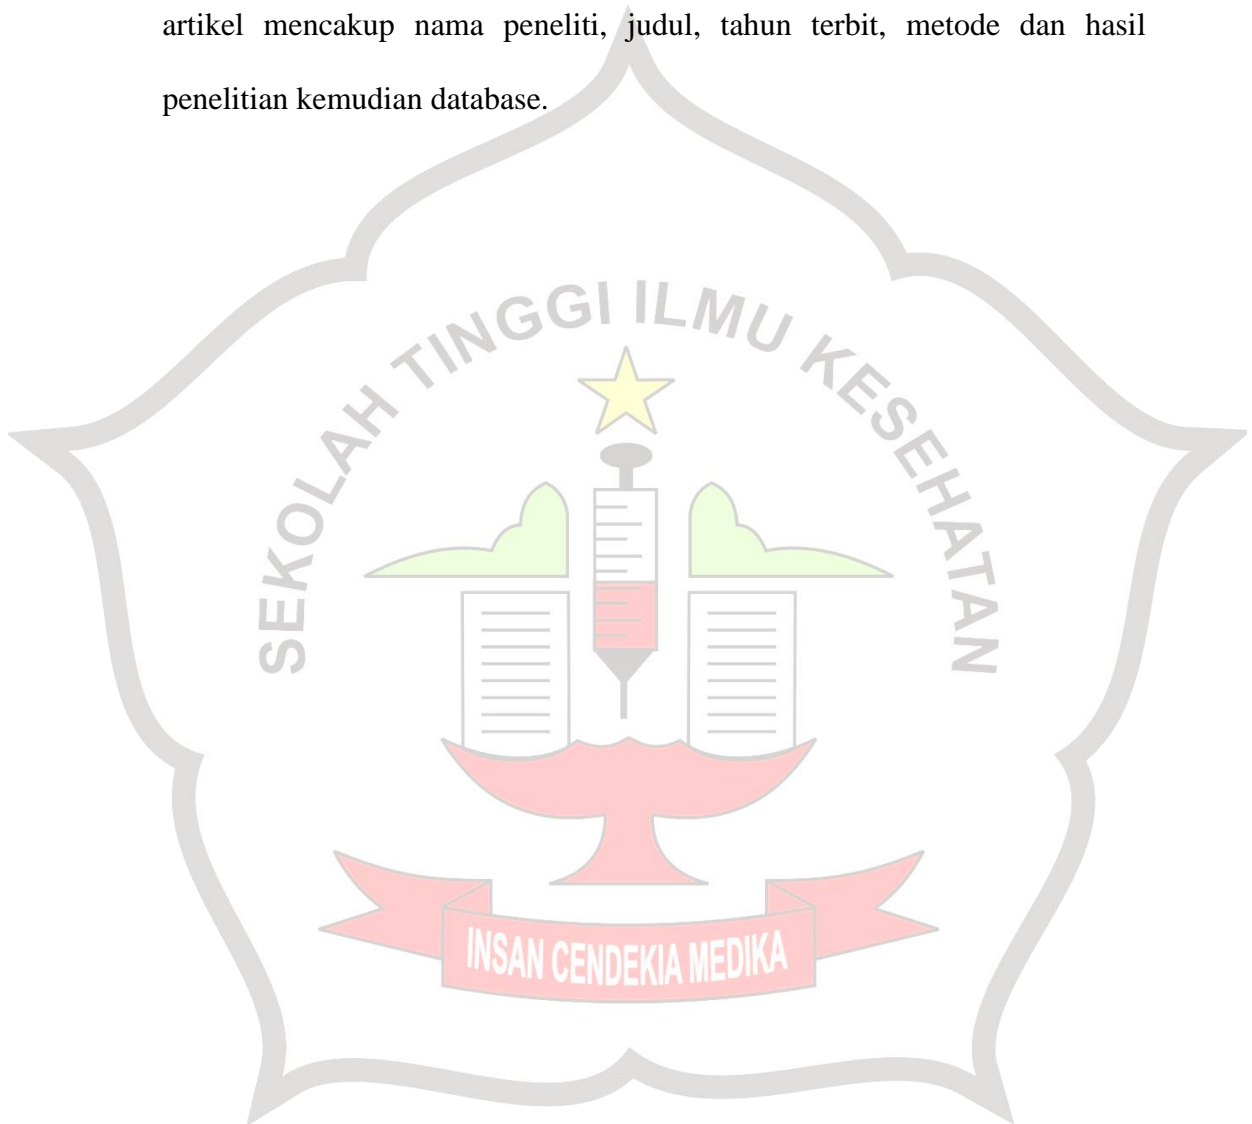 artikel mencakup nama peneliti, judul, tahun terbit, metode dan hasil
penelitian kemudian database.
SEKOLAH TINGGI ILMU KESEHATAN
INSAN CENDEKIA MEDIKA